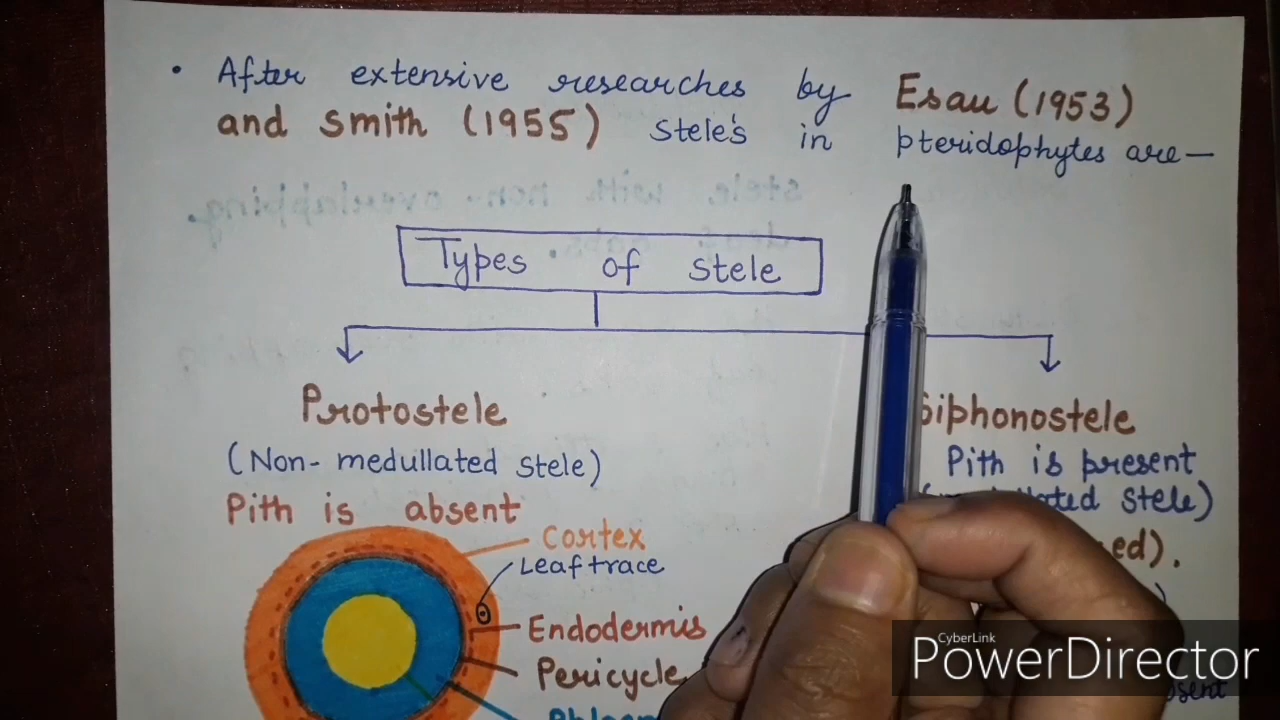 • After extensive researches by Esau (1953)
and Smith (1955) Stele's in pteridophytes are—
Types of stele
Protostele
(Non-medullated stele)
Pith is absent
Siphonostele
Pith is present
stele)
ed).
Cortex
Leaf trace
Endodermis
Pericycle
CyberLink
PowerDirector